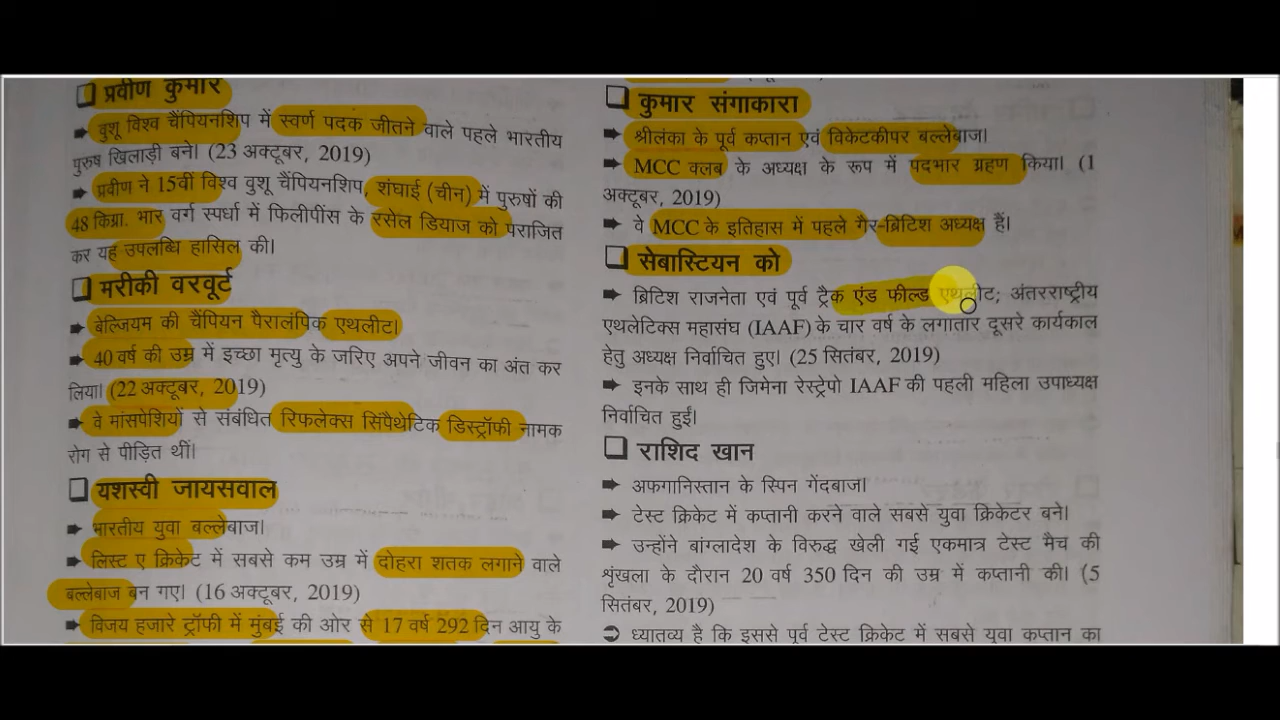 ❑ प्रवीण कुमार
➡ वुशू विश्व चैंपियनशिप में स्वर्ण पदक जीतने वाले पहले भारतीय
पुरुष खिलाड़ी बने। (23 अक्टूबर, 2019)
➡ प्रवीण ने 15वीं विश्व वुशू चैंपियनशिप, शंघाई (चीन) में पुरुषों की
48 किग्रा. भार वर्ग स्पर्धा में फिलीपींस के रसेल डियाज को पराजित
कर यह उपलब्धि हासिल की।
❑ मरीकी वरवूर्ट
➡ बेल्जियम की चैंपियन पैरालंपिक एथलीट।
➡ 40 वर्ष की उम्र में इच्छा मृत्यु के जरिए अपने जीवन का अंत कर
लिया। (22 अक्टूबर, 2019)
➡ वे मांसपेशियों से संबंधित रिफलेक्स सिंपैथेटिक डिस्ट्रॉफी नामक
रोग से पीड़ित थीं।
❑ यशस्वी जायसवाल
➡ भारतीय युवा बल्लेबाज।
➡ लिस्ट ए क्रिकेट में सबसे कम उम्र में दोहरा शतक लगाने वाले
बल्लेबाज बन गए। (16 अक्टूबर, 2019)
➡ विजय हजारे ट्रॉफी में मुंबई की ओर से 17 वर्ष 292 दिन आयु के
❑ कुमार संगाकारा
➡ श्रीलंका के पूर्व कप्तान एवं विकेटकीपर बल्लेबाज।
➡ MCC क्लब के अध्यक्ष के रूप में पदभार ग्रहण किया। (1
अक्टूबर, 2019)
➡ वे MCC के इतिहास में पहले गैर-ब्रिटिश अध्यक्ष हैं।
❑ सेबास्टियन को
➡ ब्रिटिश राजनेता एवं पूर्व ट्रैक एंड फील्ड एथलीट; अंतरराष्ट्रीय
एथलेटिक्स महासंघ (IAAF) के चार वर्ष के लगातार दूसरे कार्यकाल
हेतु अध्यक्ष निर्वाचित हुए। (25 सितंबर, 2019)
➡ इनके साथ ही जिमेना रेस्ट्रेपो IAAF की पहली महिला उपाध्यक्ष
निर्वाचित हुईं।
❑ राशिद खान
➡ अफगानिस्तान के स्पिन गेंदबाज।
➡ टेस्ट क्रिकेट में कप्तानी करने वाले सबसे युवा क्रिकेटर बने।
➡ उन्होंने बांग्लादेश के विरुद्ध खेली गई एकमात्र टेस्ट मैच की
शृंखला के दौरान 20 वर्ष 350 दिन की उम्र में कप्तानी की। (5
सितंबर, 2019)
➲ ध्यातव्य है कि इससे पूर्व टेस्ट क्रिकेट में सबसे युवा कप्तान का